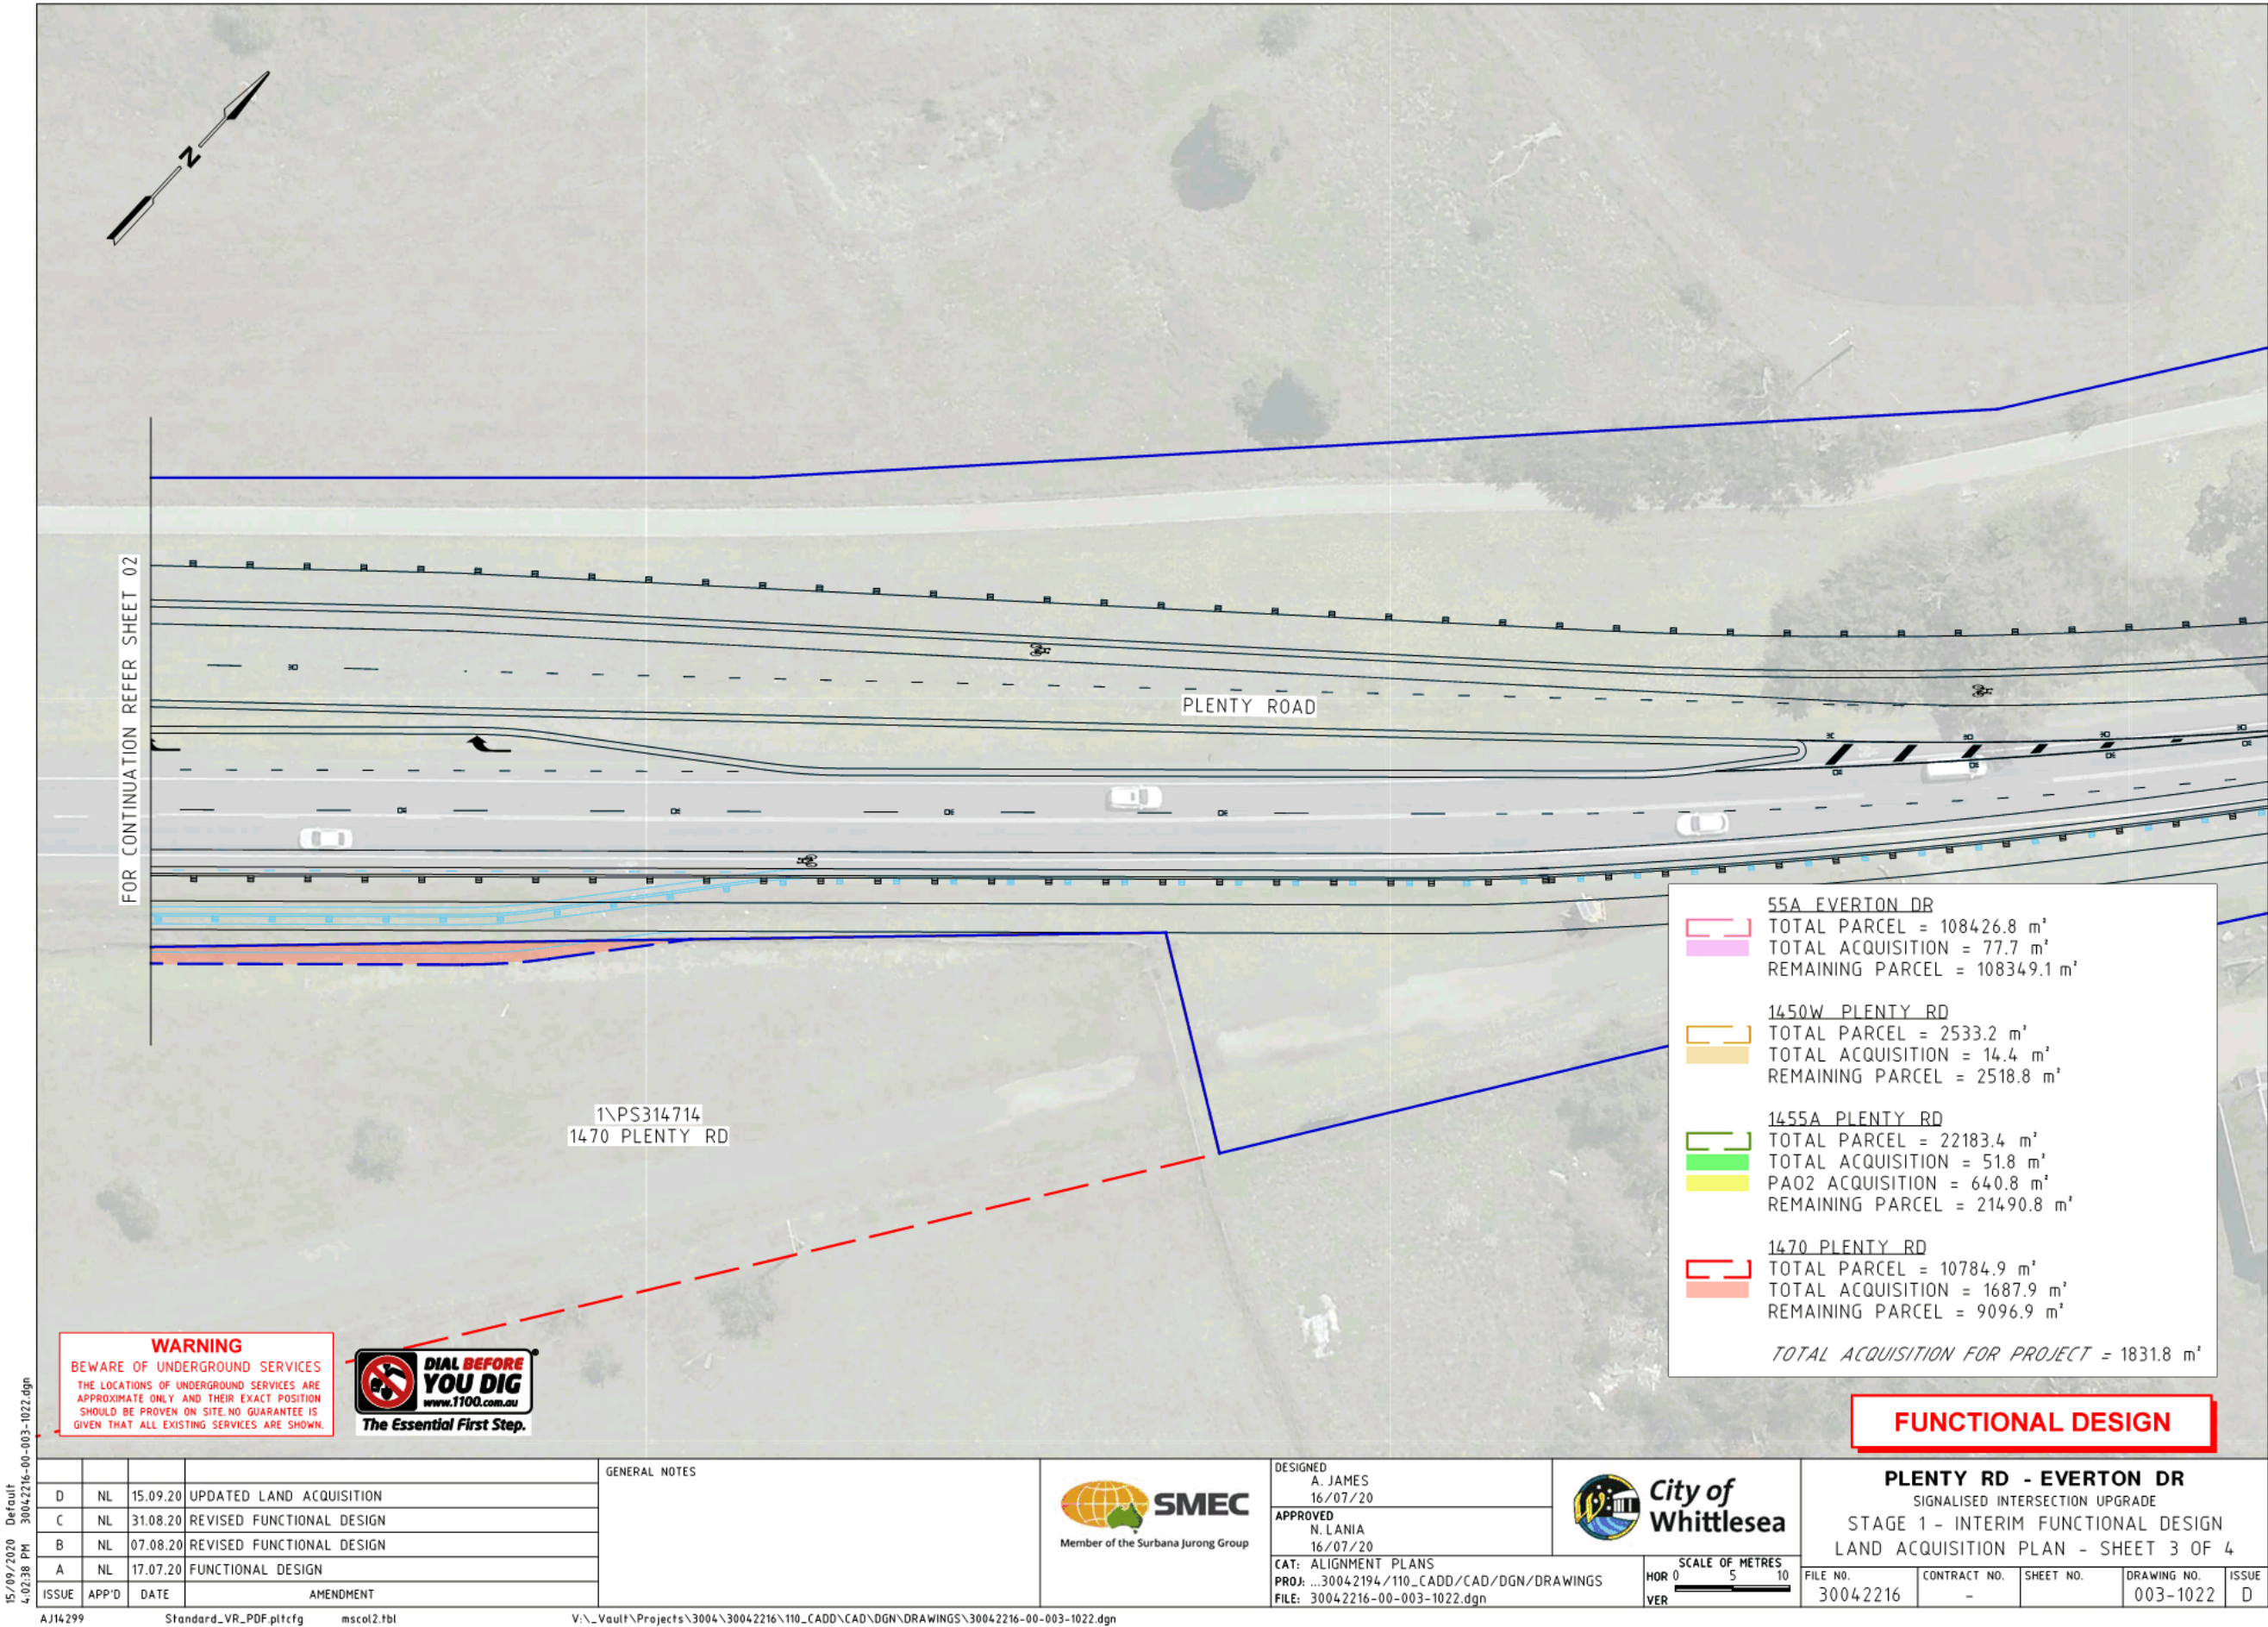 N
FOR CONTINUATION REFER SHEET 02
PLENTY ROAD
1\PS314714
1470 PLENTY RD
55A EVERTON DR
TOTAL PARCEL = 108426.8 m²
TOTAL ACQUISITION = 77.7 m²
REMAINING PARCEL = 108349.1 m²
1450W PLENTY RD
TOTAL PARCEL = 2533.2 m²
TOTAL ACQUISITION = 14.4 m²
REMAINING PARCEL = 2518.8 m²
1455A PLENTY RD
TOTAL PARCEL = 22183.4 m²
TOTAL ACQUISITION = 51.8 m²
PAO2 ACQUISITION = 640.8 m²
REMAINING PARCEL = 21490.8 m²
1470 PLENTY RD
TOTAL PARCEL = 10784.9 m²
TOTAL ACQUISITION = 1687.9 m²
REMAINING PARCEL = 9096.9 m²
TOTAL ACQUISITION FOR PROJECT = 1831.8 m²
WARNING
BEWARE OF UNDERGROUND SERVICES
THE LOCATIONS OF UNDERGROUND SERVICES ARE
APPROXIMATE ONLY AND THEIR EXACT POSITION
SHOULD BE PROVEN ON SITE. NO GUARANTEE IS
GIVEN THAT ALL EXISTING SERVICES ARE SHOWN.
DIAL BEFORE
YOU DIG
www.1100.com.au
The Essential First Step.
FUNCTIONAL DESIGN
D NL 15.09.20 UPDATED LAND ACQUISITION
C NL 31.08.20 REVISED FUNCTIONAL DESIGN
B NL 07.08.20 REVISED FUNCTIONAL DESIGN
A NL 17.07.20 FUNCTIONAL DESIGN
ISSUE APP'D DATE AMENDMENT
GENERAL NOTES
SMEC
Member of the Surbana Jurong Group
DESIGNED
A. JAMES
16/07/20
APPROVED
N. LANIA
16/07/20
CAT: ALIGNMENT PLANS
PROJ: ...30042194/110_CADD/CAD/DGN/DRAWINGS
FILE: 30042216-00-003-1022.dgn
City of
Whittlesea
SCALE OF METRES
HOR 0 5 10
VER
PLENTY RD - EVERTON DR
SIGNALISED INTERSECTION UPGRADE
STAGE 1 - INTERIM FUNCTIONAL DESIGN
LAND ACQUISITION PLAN - SHEET 3 OF 4
FILE NO. CONTRACT NO. SHEET NO. DRAWING NO. ISSUE
30042216 - 003-1022 D
15/09/2020 Default
4:02:38 PM 30042216-00-003-1022.dgn
AJ14299 Standard_VR_PDF.pltcfg mscol2.tbl V:\_Vault\Projects\3004\30042216\110_CADD\CAD\DGN\DRAWINGS\30042216-00-003-1022.dgn